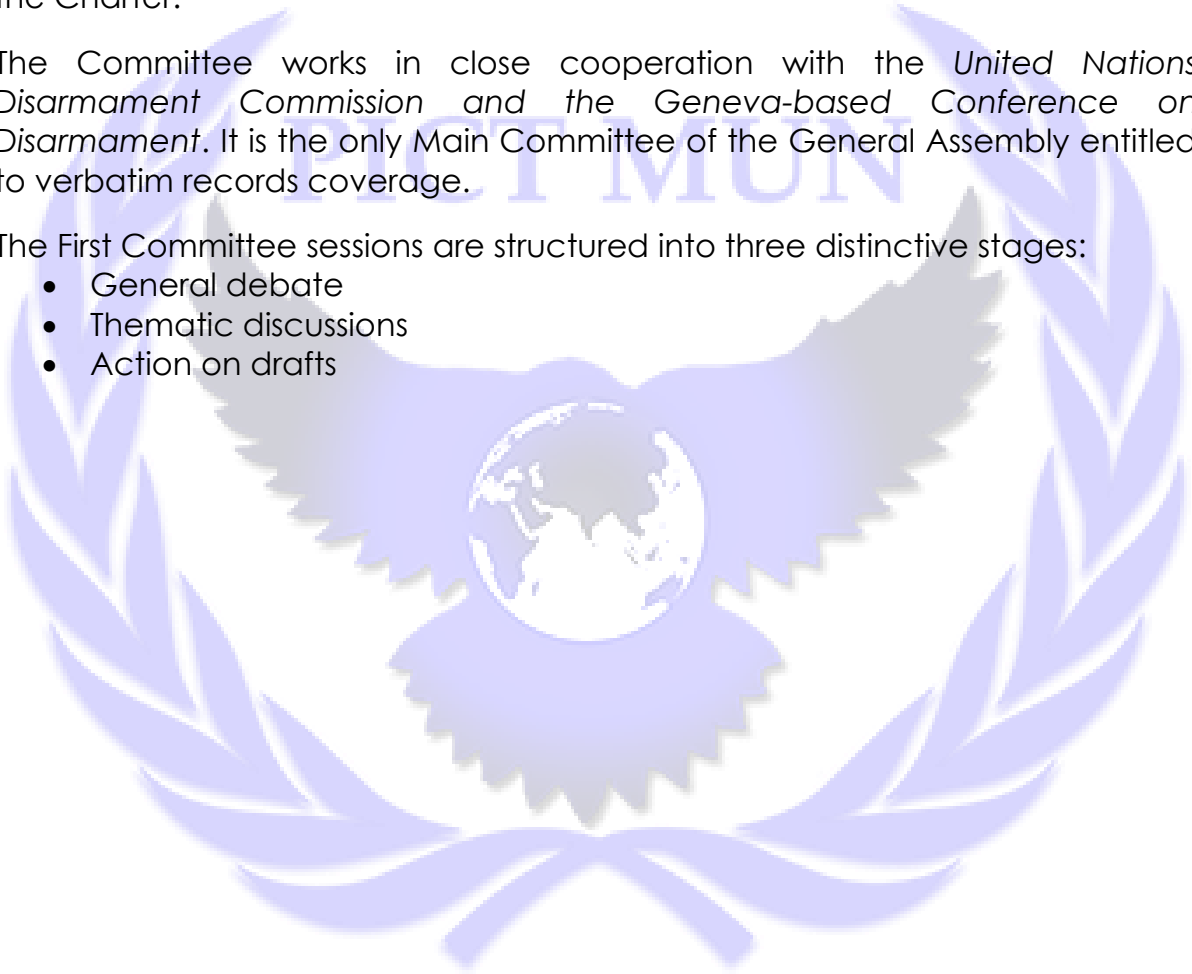 the Charter.
The Committee works in close cooperation with the United Nations
Disarmament Commission and the Geneva-based Conference on
Disarmament. It is the only Main Committee of the General Assembly entitled
to verbatim records coverage.
PICT MUN
The First Committee sessions are structured into three distinctive stages:
• General debate
• Thematic discussions
• Action on drafts